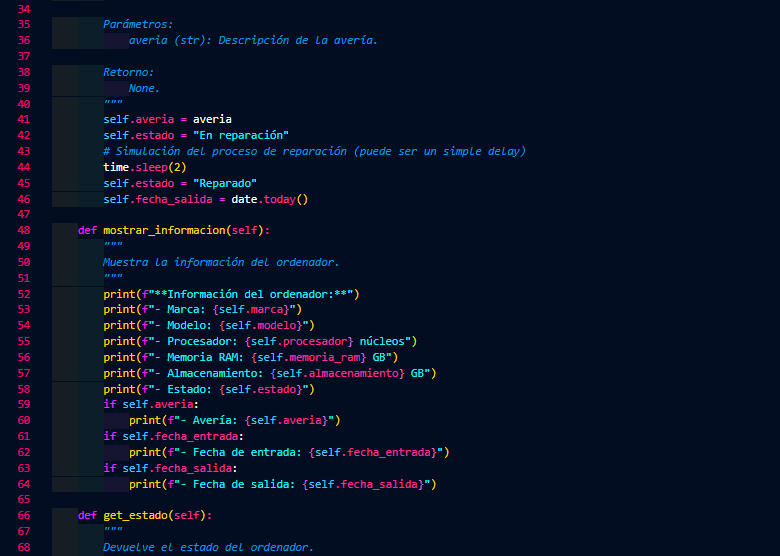 34
35 Parámetros:
36 averia (str): Descripción de la avería.
37
38 Retorno:
39 None.
40 """
41 self.averia = averia
42 self.estado = "En reparación"
43 # Simulación del proceso de reparación (puede ser un simple delay)
44 time.sleep(2)
45 self.estado = "Reparado"
46 self.fecha_salida = date.today()
47
48 def mostrar_informacion(self):
49 """
50 Muestra la información del ordenador.
51 """
52 print(f"**Información del ordenador:**")
53 print(f"- Marca: {self.marca}")
54 print(f"- Modelo: {self.modelo}")
55 print(f"- Procesador: {self.procesador} núcleos")
56 print(f"- Memoria RAM: {self.memoria_ram} GB")
57 print(f"- Almacenamiento: {self.almacenamiento} GB")
58 print(f"- Estado: {self.estado}")
59 if self.averia:
60 print(f"- Avería: {self.averia}")
61 if self.fecha_entrada:
62 print(f"- Fecha de entrada: {self.fecha_entrada}")
63 if self.fecha_salida:
64 print(f"- Fecha de salida: {self.fecha_salida}")
65
66 def get_estado(self):
67 """
68 Devuelve el estado del ordenador.